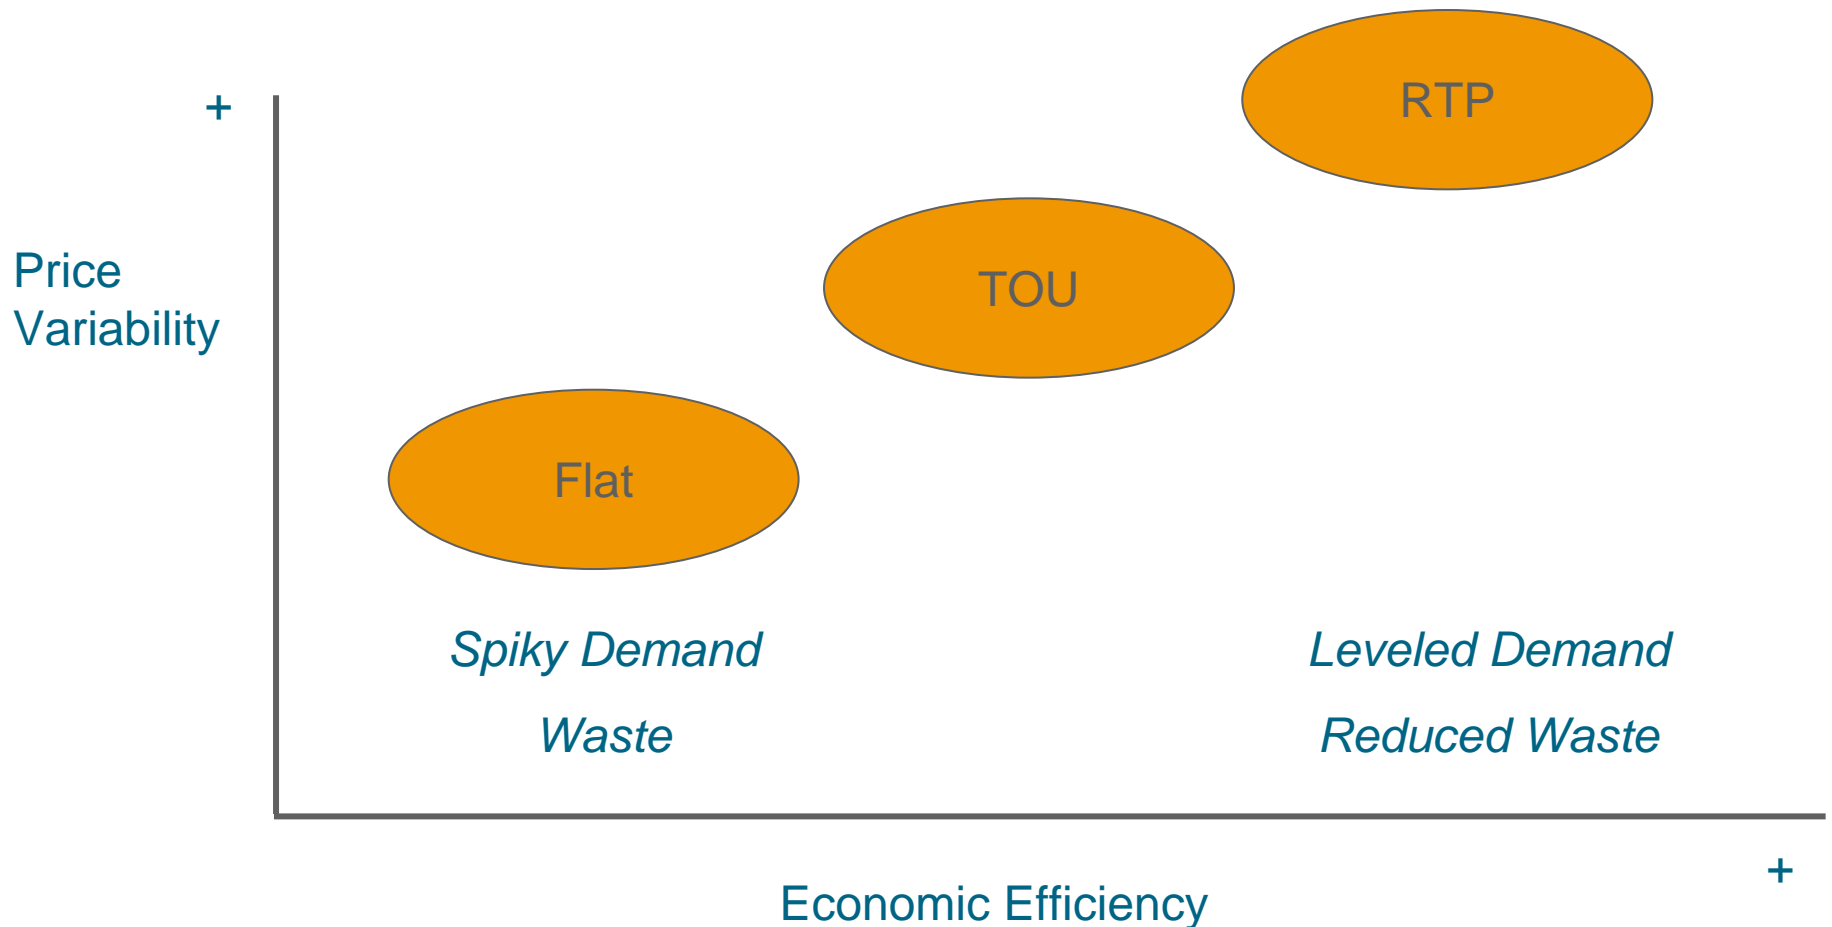 RTP
+
Price
Variability
TOU
Flat
Spiky Demand
Waste
Leveled Demand
Reduced Waste
+
Economic Efficiency